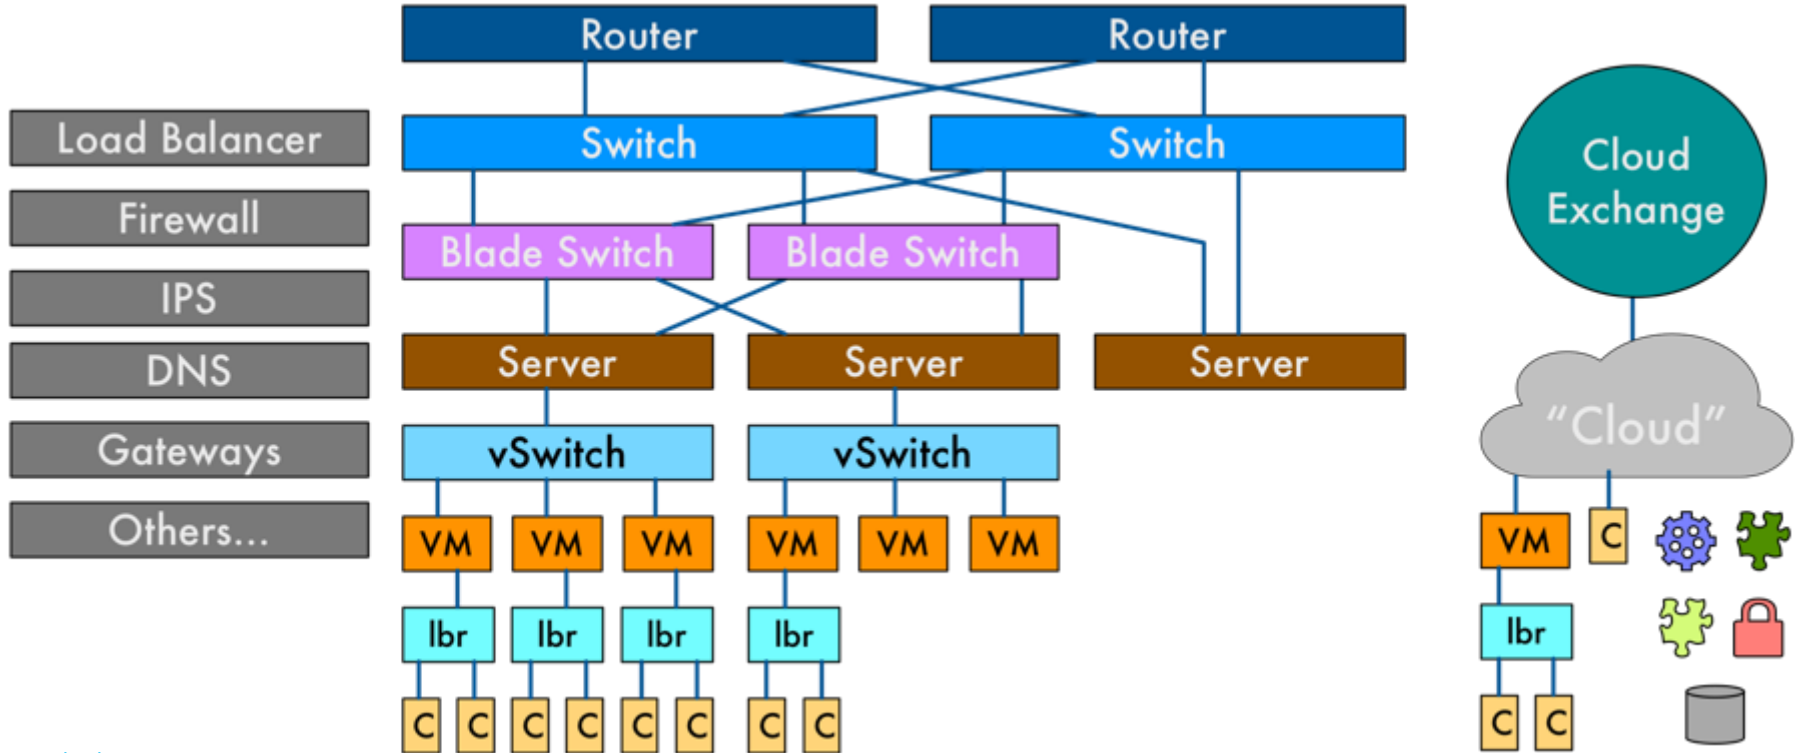 Router
Router
Load Balancer
Switch
Switch
Cloud
Exchange
Firewall
Blade Switch
Blade Switch
IPS
DNS
Server
Server
Server
"Cloud"
Gateways
vSwitch
vSwitch
Others...
VM
VM
VM
VM
VM
VM
VM
C
lbr
lbr
lbr
lbr
lbr
C
C
C
C
C
C
C
C
C
C